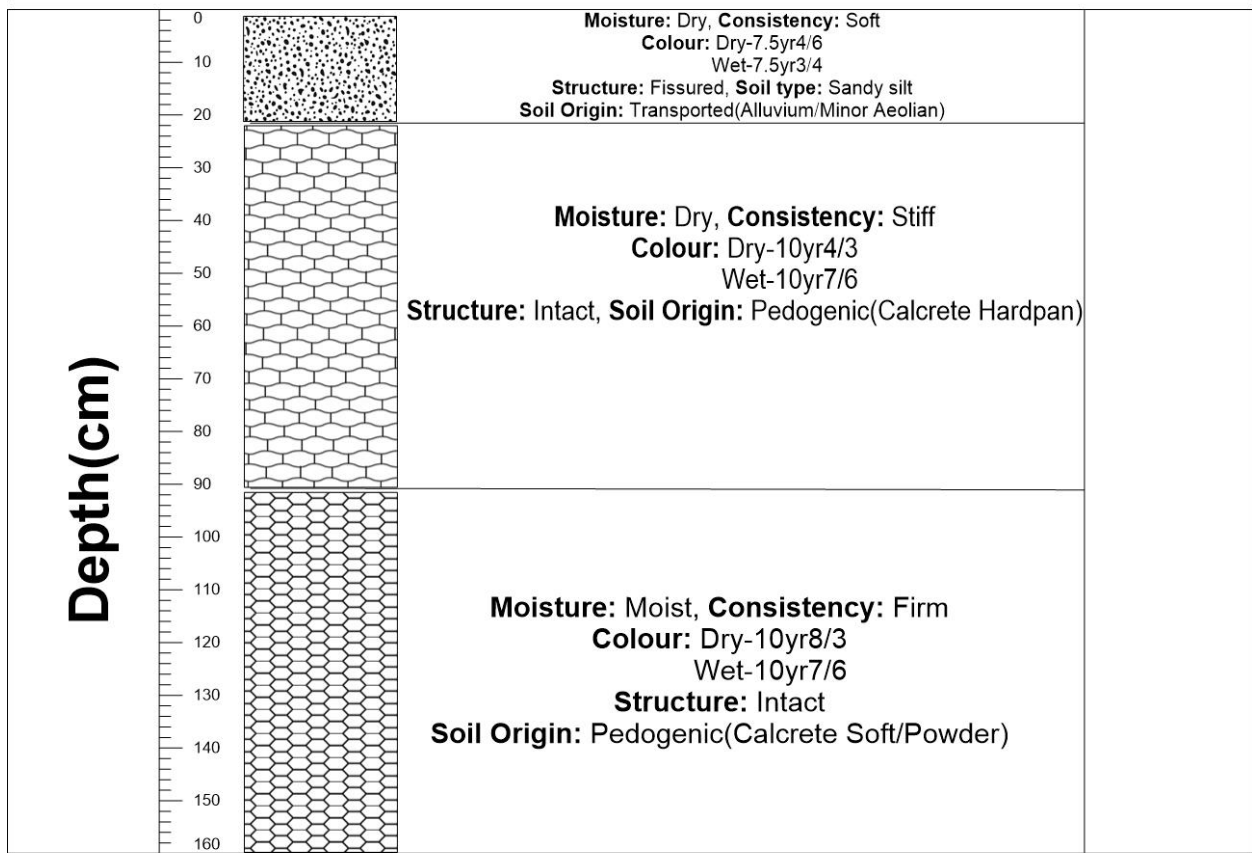 Depth(cm)
0
10
20
30
40
50
60
70
80
90
100
110
120
130
140
150
160
Moisture: Dry, Consistency: Soft
Colour: Dry-7.5yr4/6
Wet-7.5yr3/4
Structure: Fissured, Soil type: Sandy silt
Soil Origin: Transported(Alluvium/Minor Aeolian)
Moisture: Dry, Consistency: Stiff
Colour: Dry-10yr4/3
Wet-10yr7/6
Structure: Intact, Soil Origin: Pedogenic(Calcrete Hardpan)
Moisture: Moist, Consistency: Firm
Colour: Dry-10yr8/3
Wet-10yr7/6
Structure: Intact
Soil Origin: Pedogenic(Calcrete Soft/Powder)